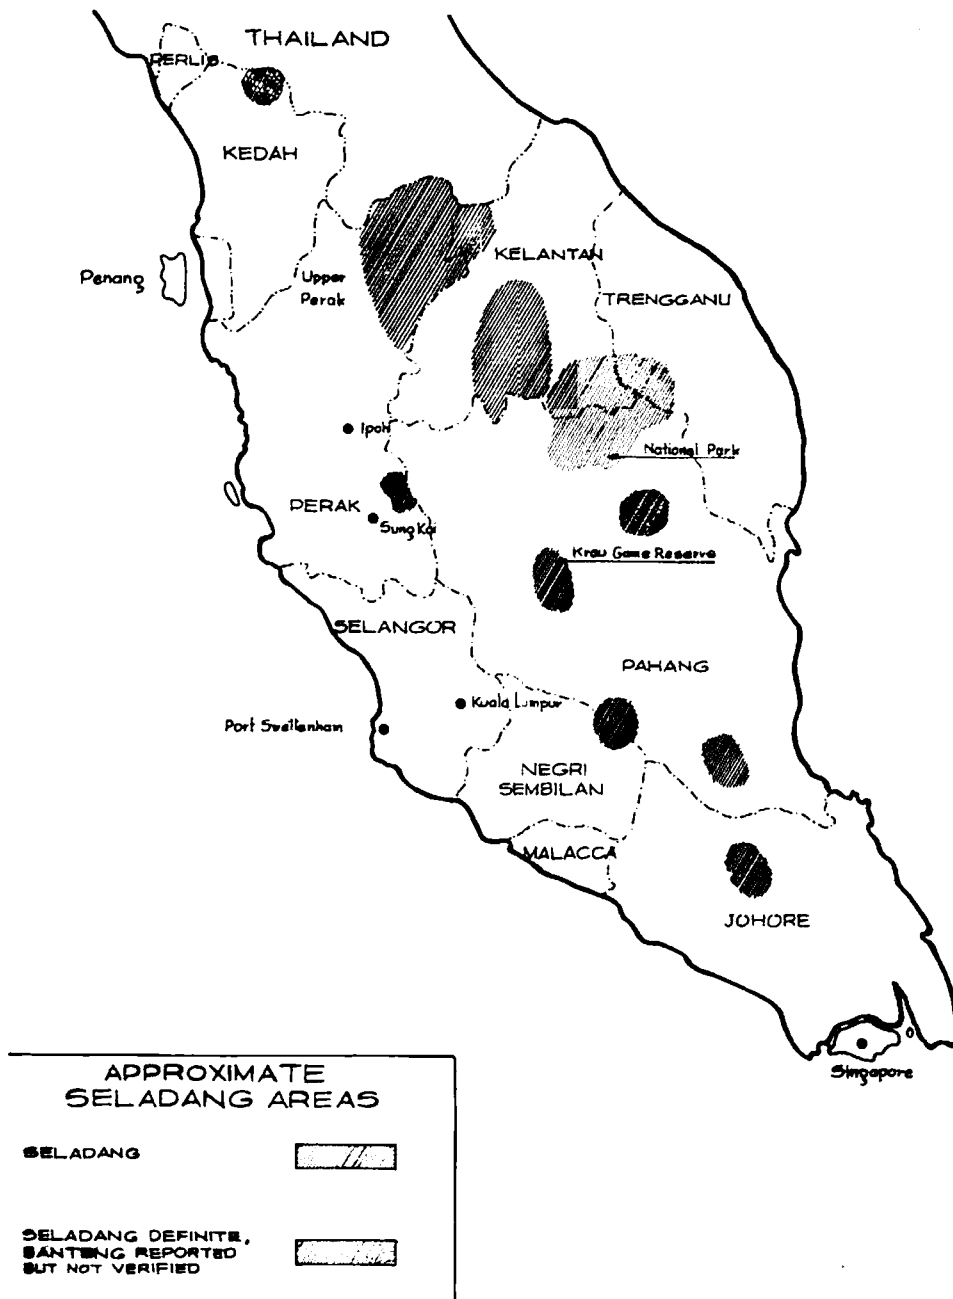 THAILAND
PERLIS
KEDAH
Penang
Upper
Perak
KELANTAN
TRENGGANU
Ipoh
National Park
PERAK
Sungkai
Krau Game Reserve
SELANGOR
PAHANG
Kuala Lumpur
Port Swettenham
NEGRI
SEMBILAN
MALACCA
JOHORE
Singapore
APPROXIMATE
SELADANG AREAS
SELADANG
SELADANG DEFINITE,
BANTENG REPORTED
BUT NOT VERIFIED